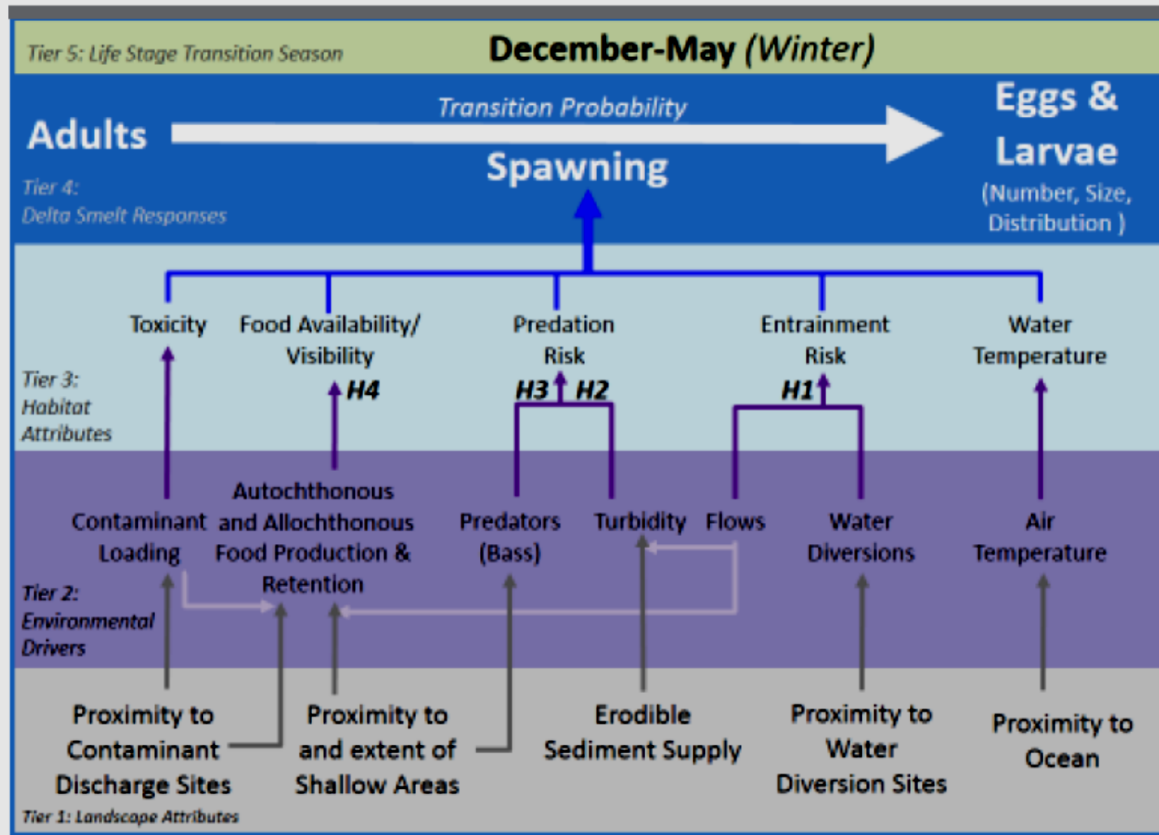 Tier 5: Life Stage Transition Season
December-May (Winter)
Transition Probability
Adults
Spawning
Eggs &
Larvae
(Number, Size,
Distribution )
Tier 4:
Delta Smelt Responses
Toxicity
Food Availability/
Visibility
Predation
Risk
Entrainment
Risk
Water
Temperature
H4
H3
H2
H1
Tier 3:
Habitat
Attributes
Contaminant
Loading
Autochthonous
and Allochthonous
Food Production &
Retention
Predators
(Bass)
Turbidity
Flows
Water
Diversions
Air
Temperature
Tier 2:
Environmental
Drivers
Proximity to
Contaminant
Discharge Sites
Proximity to
and extent of
Shallow Areas
Erodible
Sediment Supply
Proximity to
Water
Diversion Sites
Proximity to
Ocean
Tier 1: Landscape Attributes